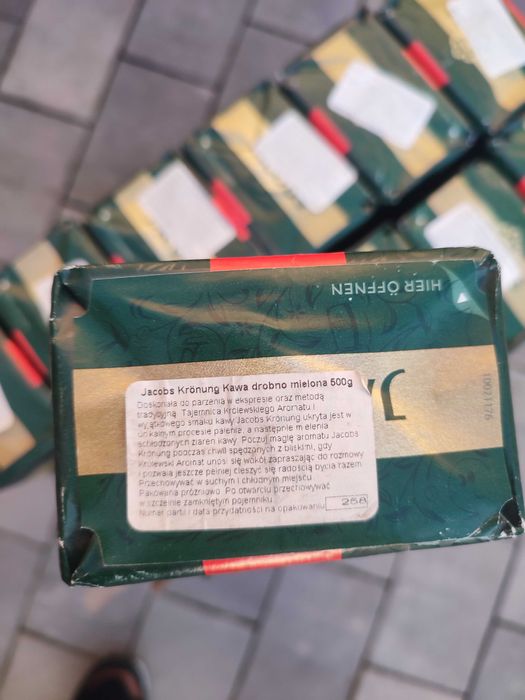 HIER ÖFFNEN
JA
10021776
Jacobs Krönung Kawa drobno mielona 500g
Doskonała do parzenia w ekspresie oraz metodą
tradycyjną. Tajemnica Królewskiego Aromatu i
wyjątkowego smaku kawy Jacobs Krönung ukryta jest w
unikalnym procesie palenia, a następnie mielenia
schłodzonych ziaren kawy. Poczuj magię aromatu Jacobs
Krönung podczas chwil spędzonych z bliskimi, gdy
Królewski Aromat unosi się wokół zapraszając do rozmowy
i pozwala jeszcze pełniej cieszyć się radością bycia razem.
Przechowywać w suchym i chłodnym miejscu
Pakowana próżniowo. Po otwarciu przechowywać
w szczelnie zamkniętym pojemniku.
Numer partii i data przydatności na opakowaniu 258